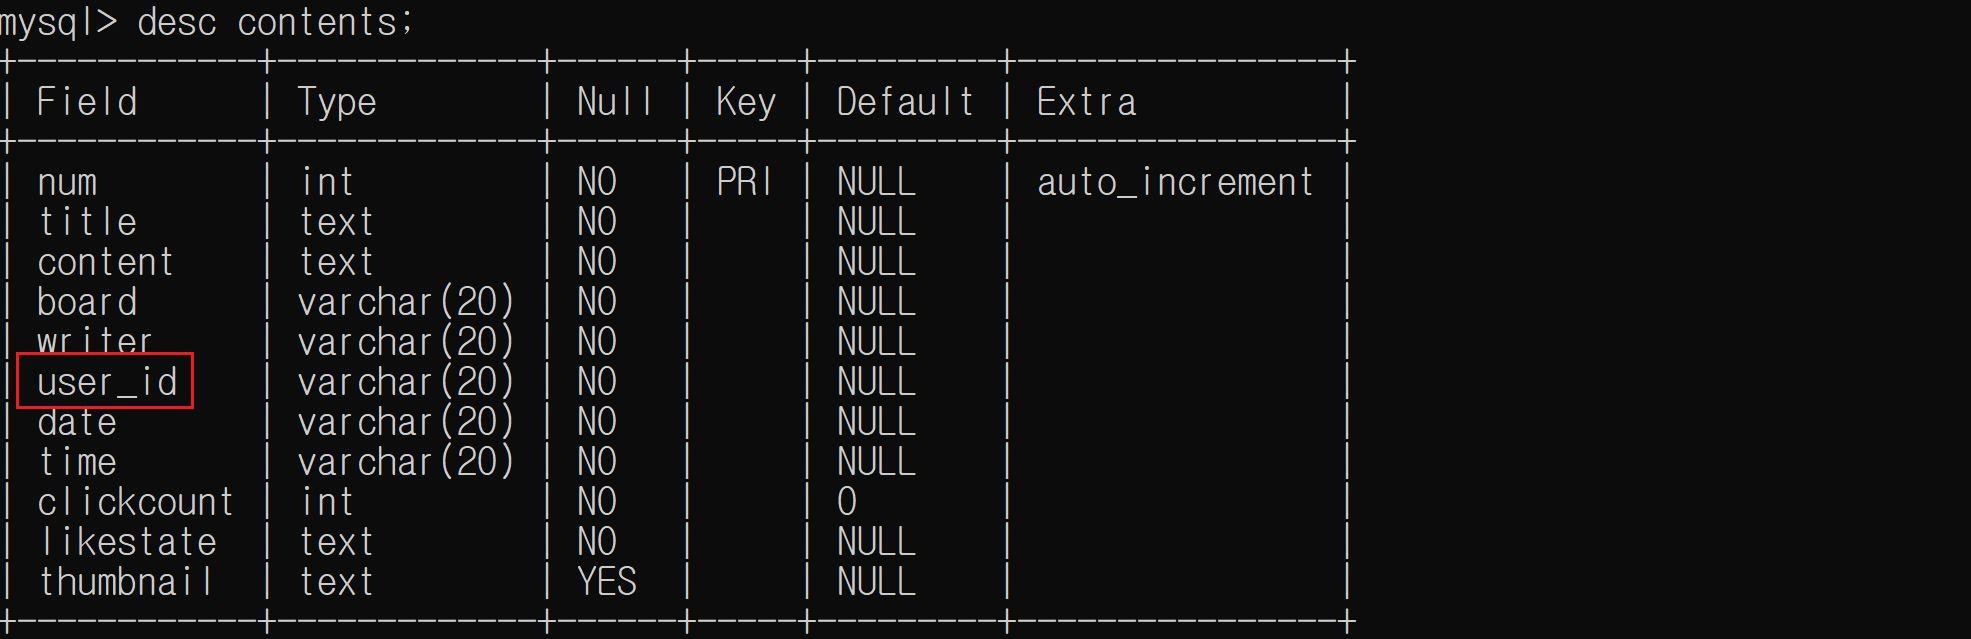 mysql> desc contents;
+------------+-------------+------+-----+---------+----------------+
| Field      | Type        | Null | Key | Default | Extra          |
+------------+-------------+------+-----+---------+----------------+
| num        | int         | NO   | PRI | NULL    | auto_increment |
| title      | text        | NO   |     | NULL    |                |
| content    | text        | NO   |     | NULL    |                |
| board      | varchar(20) | NO   |     | NULL    |                |
| writer     | varchar(20) | NO   |     | NULL    |                |
| user_id    | varchar(20) | NO   |     | NULL    |                |
| date       | varchar(20) | NO   |     | NULL    |                |
| time       | varchar(20) | NO   |     | NULL    |                |
| clickcount | int         | NO   |     | 0       |                |
| likestate  | text        | NO   |     | NULL    |                |
| thumbnail  | text        | YES  |     | NULL    |                |
+------------+-------------+------+-----+---------+----------------+